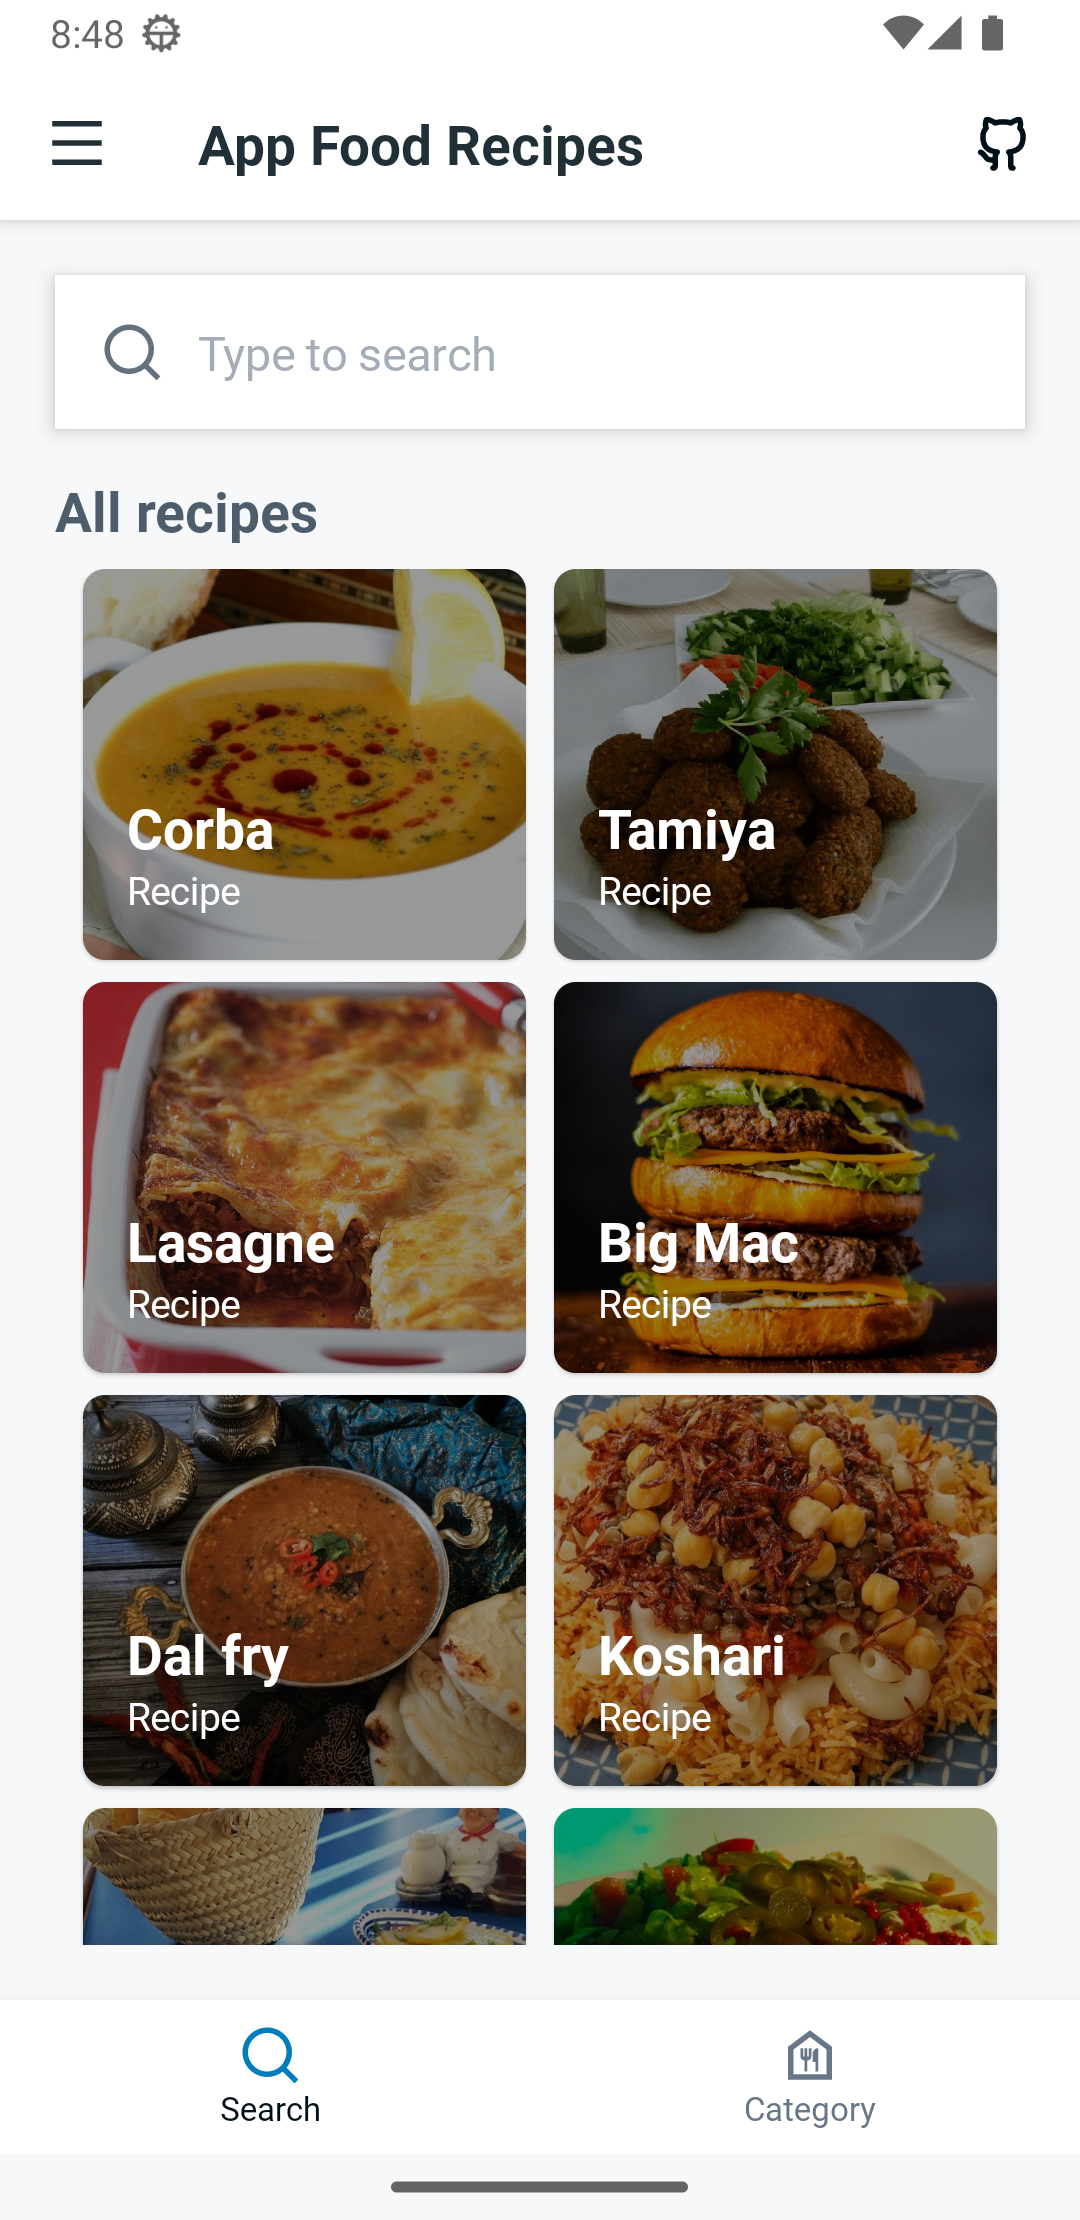 8:48
App Food Recipes
Type to search
All recipes
Corba
Recipe
Tamiya
Recipe
Lasagne
Recipe
Big Mac
Recipe
Dal fry
Recipe
Koshari
Recipe
Search
Category